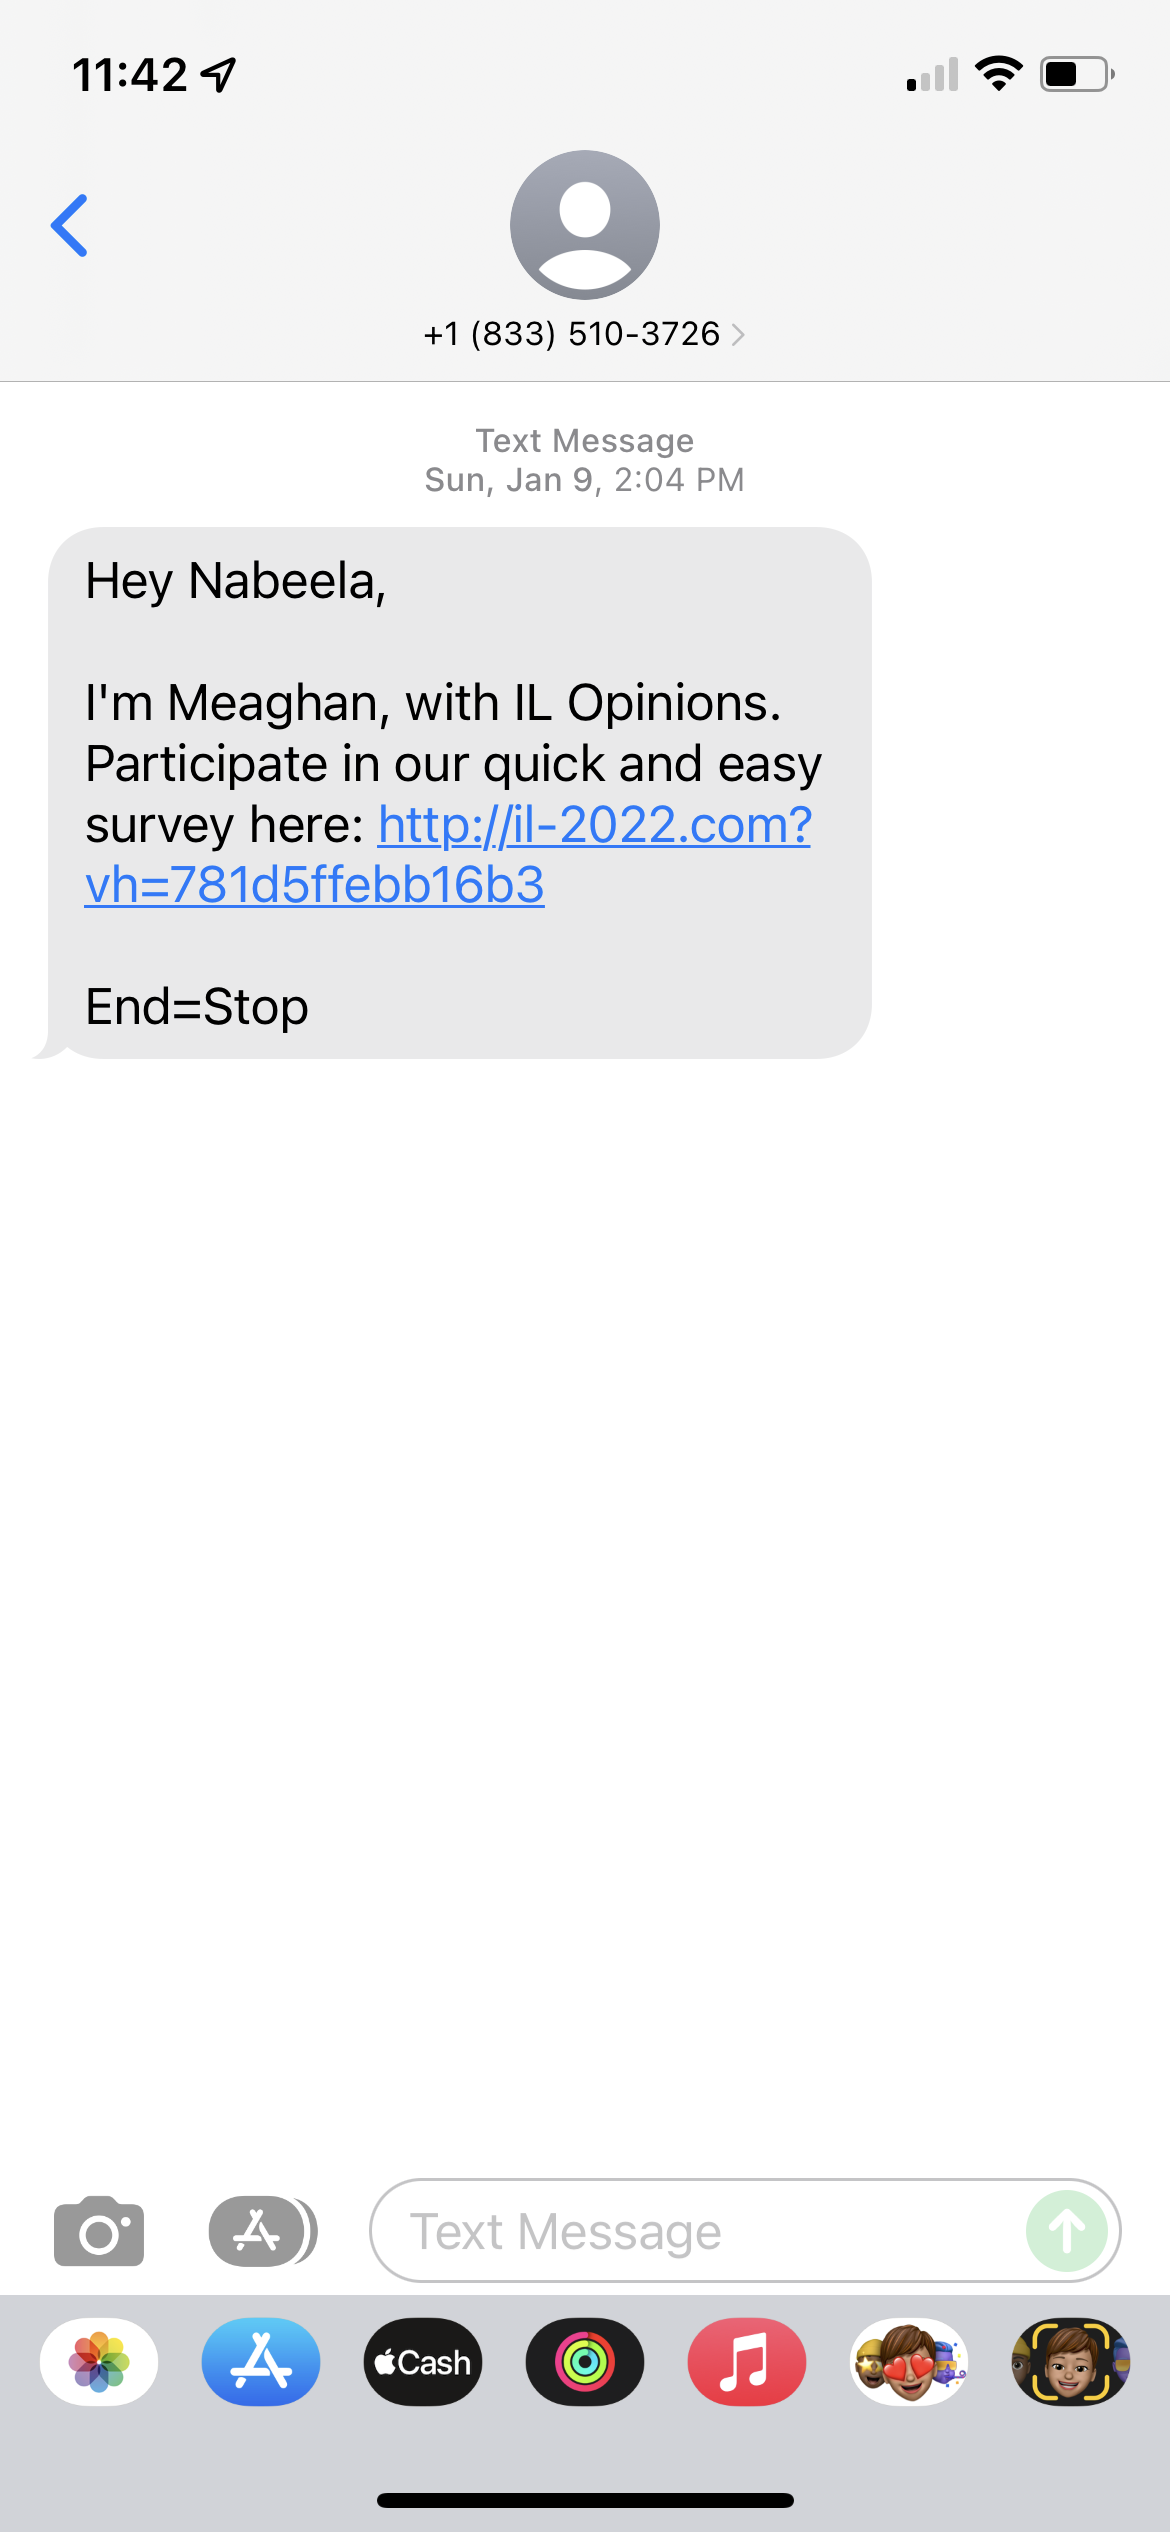 11:42
+1 (833) 510-3726
Text Message
Sun, Jan 9, 2:04 PM
Hey Nabeela,
I'm Meaghan, with IL Opinions.
Participate in our quick and easy
survey here: http://il-2022.com?
vh=781d5ffebb16b3
End=Stop
Text Message
Cash